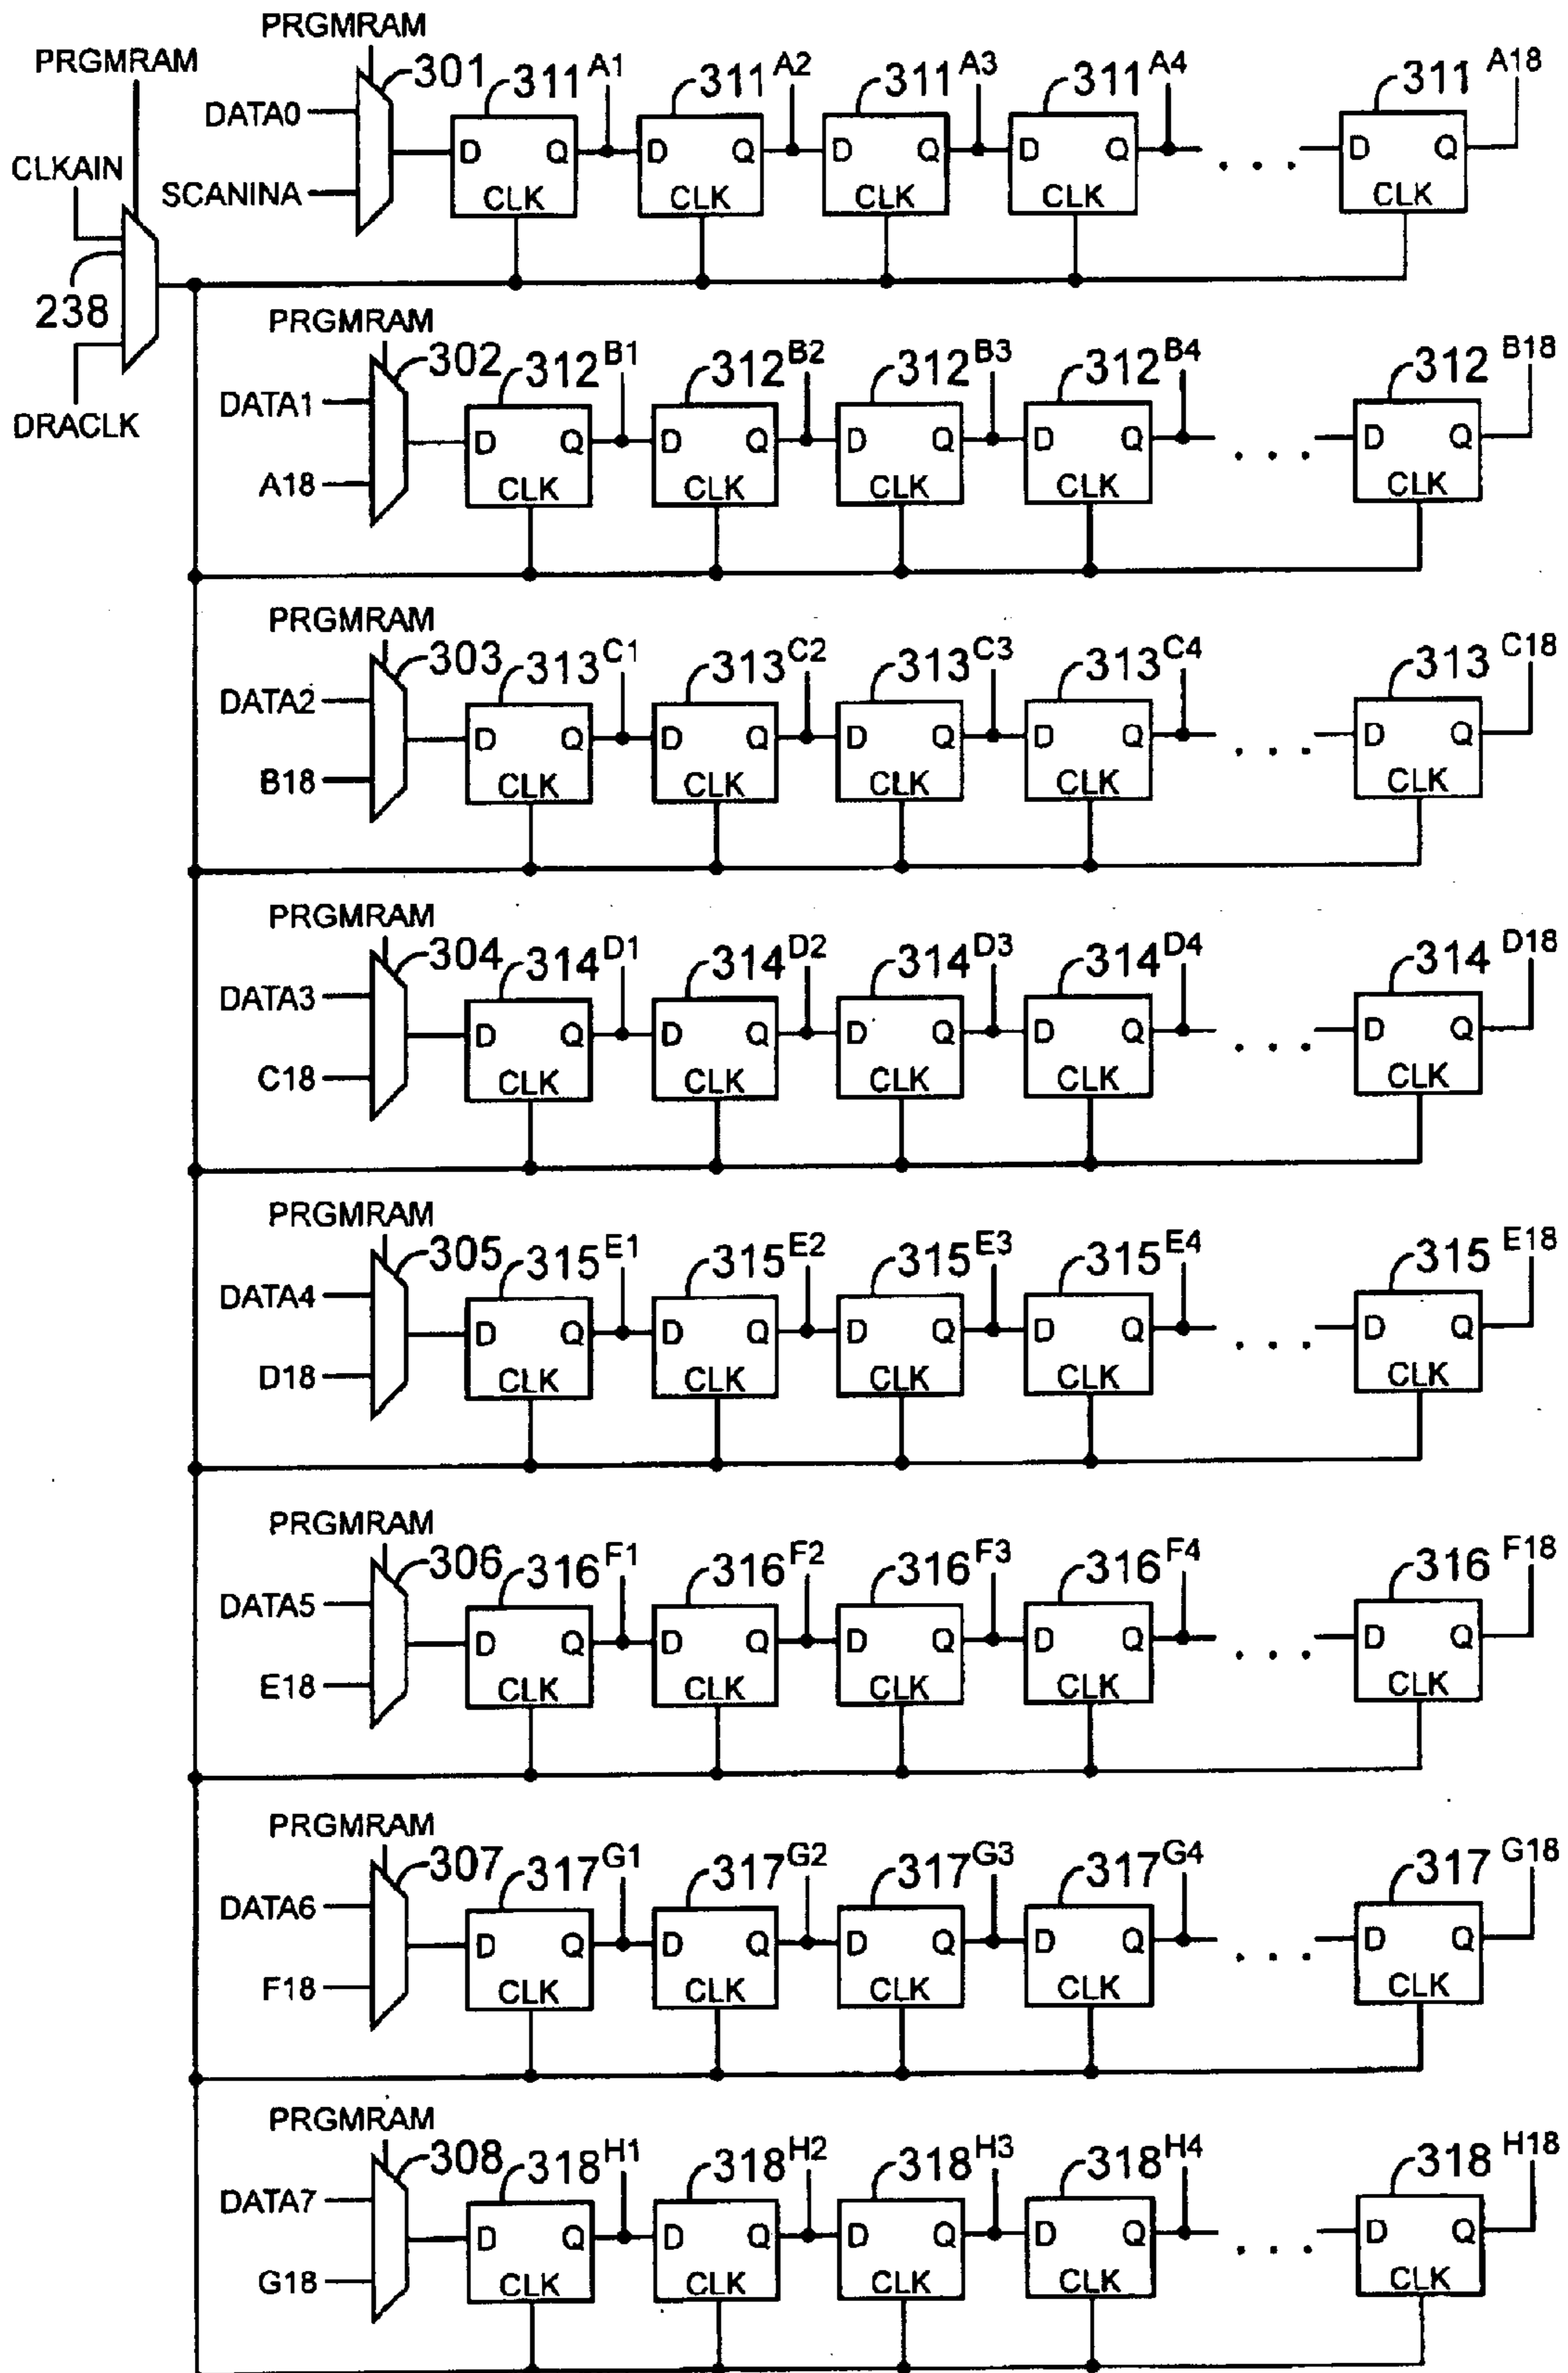 PRGMRAM
PRGMRAM
301 311 A1 311 A2 311 A3 311 A4 311 A18
DATA0
D Q D Q D Q D Q . . . D Q
CLKAIN
SCANINA
CLK CLK CLK CLK CLK
238
DRACLK
PRGMRAM
302 312 B1 312 B2 312 B3 312 B4 312 B18
DATA1
D Q D Q D Q D Q . . . D Q
A18
CLK CLK CLK CLK CLK
PRGMRAM
303 313 C1 313 C2 313 C3 313 C4 313 C18
DATA2
D Q D Q D Q D Q . . . D Q
B18
CLK CLK CLK CLK CLK
PRGMRAM
304 314 D1 314 D2 314 D3 314 D4 314 D18
DATA3
D Q D Q D Q D Q . . . D Q
C18
CLK CLK CLK CLK CLK
PRGMRAM
305 315 E1 315 E2 315 E3 315 E4 315 E18
DATA4
D Q D Q D Q D Q . . . D Q
D18
CLK CLK CLK CLK CLK
PRGMRAM
306 316 F1 316 F2 316 F3 316 F4 316 F18
DATA5
D Q D Q D Q D Q . . . D Q
E18
CLK CLK CLK CLK CLK
PRGMRAM
307 317 G1 317 G2 317 G3 317 G4 317 G18
DATA6
D Q D Q D Q D Q . . . D Q
F18
CLK CLK CLK CLK CLK
PRGMRAM
308 318 H1 318 H2 318 H3 318 H4 318 H18
DATA7
D Q D Q D Q D Q . . . D Q
G18
CLK CLK CLK CLK CLK